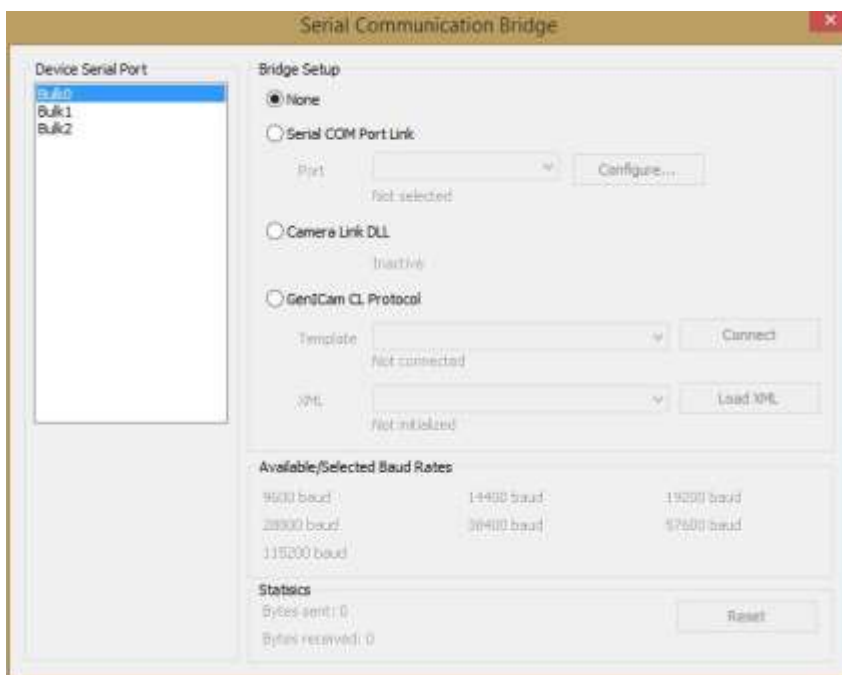 Serial Communication Bridge
Device Serial Port
Bulk0
Bulk1
Bulk2
Bridge Setup
None
Serial COM Port Link
Port
Configure...
Not selected
Camera Link DLL
Inactive
GenICam CL Protocol
Template
Connect
Not connected
XML
Load XML
Not initialized
Available/Selected Baud Rates
9600 baud 14400 baud 19200 baud
28800 baud 38400 baud 57600 baud
115200 baud
Statisics
Bytes sent: 0
Reset
Bytes received: 0